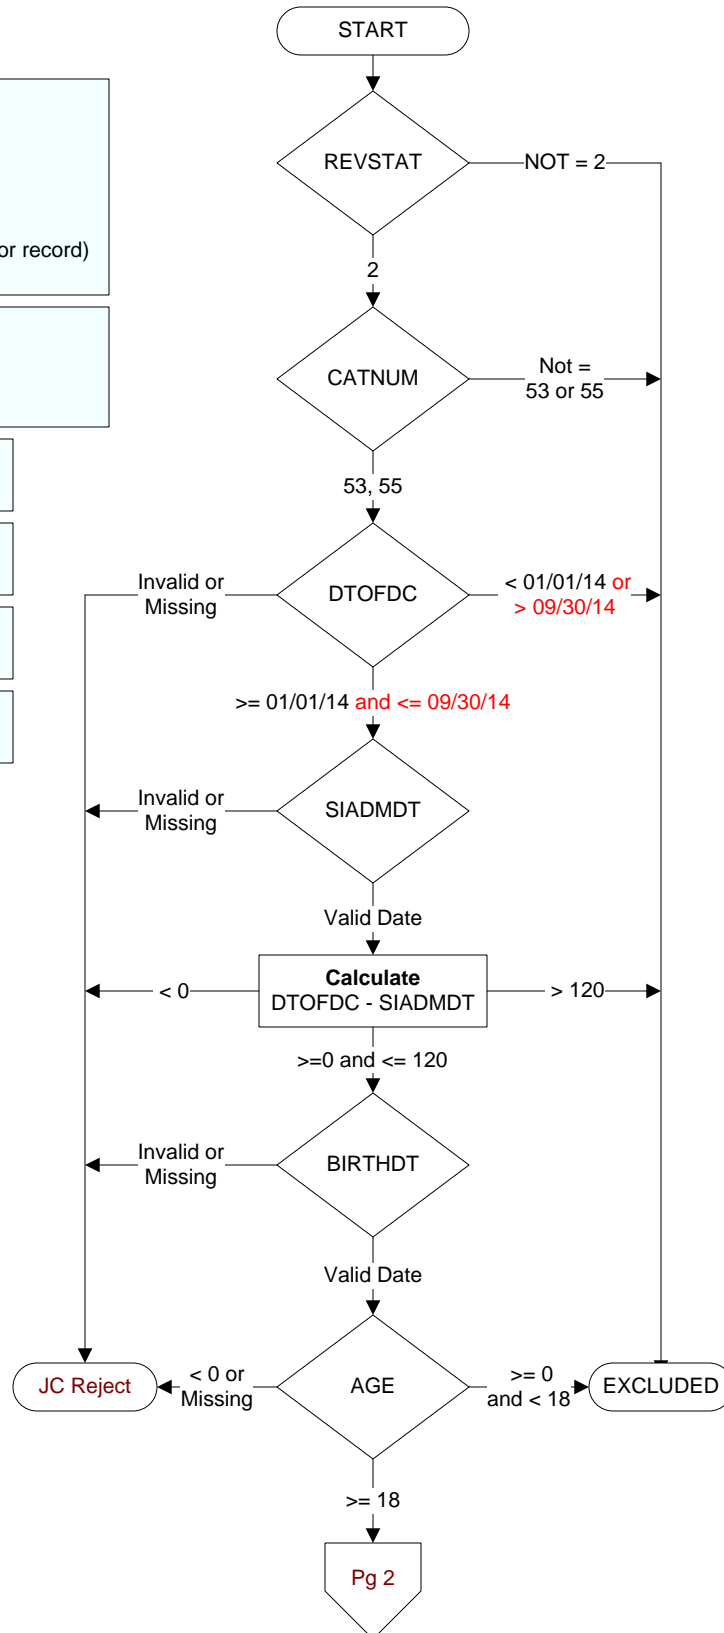 START
REVSTAT
NOT = 2
or record)
2
CATNUM
Not =
53 or 55
53, 55
Invalid or
Missing
DTOFDC
< 01/01/14 or
> 09/30/14
>= 01/01/14 and <= 09/30/14
Invalid or
Missing
SIADMDT
Valid Date
< 0
Calculate
DTOFDC - SIADMDT
> 120
>=0 and <= 120
Invalid or
Missing
BIRTHDT
Valid Date
JC Reject
< 0 or
Missing
AGE
>= 0
and < 18
EXCLUDED
>= 18
Pg 2